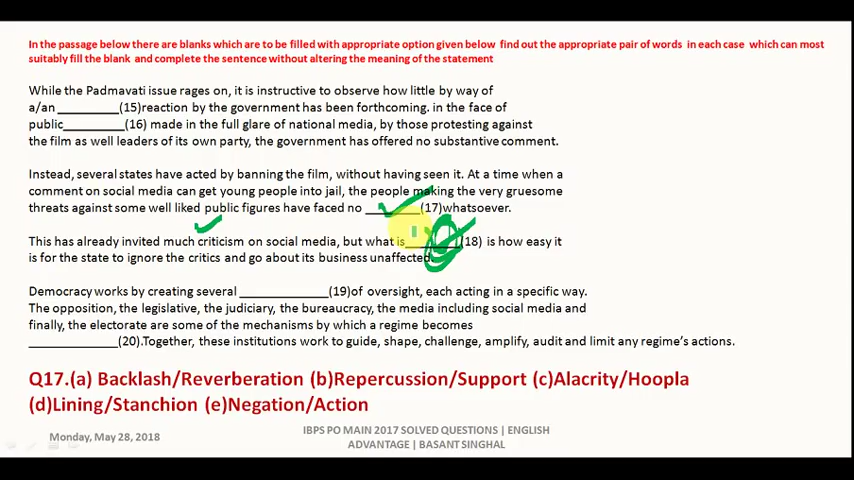 In the passage below there are blanks which are to be filled with appropriate option given below find out the appropriate pair of words in each case which can most
suitably fill the blank and complete the sentence without altering the meaning of the statement
While the Padmavati issue rages on, it is instructive to observe how little by way of
a/an __________(15)reaction by the government has been forthcoming. in the face of
public__________(16) made in the full glare of national media, by those protesting against
the film as well leaders of its own party, the government has offered no substantive comment.
Instead, several states have acted by banning the film, without having seen it. At a time when a
comment on social media can get young people into jail, the people making the very gruesome
threats against some well liked public figures have faced no _________(17)whatsoever.
This has already invited much criticism on social media, but what is_________(18) is how easy it
is for the state to ignore the critics and go about its business unaffected.
Democracy works by creating several ______________(19)of oversight, each acting in a specific way.
The opposition, the legislative, the judiciary, the bureaucracy, the media including social media and
finally, the electorate are some of the mechanisms by which a regime becomes
______________(20).Together, these institutions work to guide, shape, challenge, amplify, audit and limit any regime's actions.
Q17.(a) Backlash/Reverberation (b)Repercussion/Support (c)Alacrity/Hoopla
(d)Lining/Stanchion (e)Negation/Action
Monday, May 28, 2018
IBPS PO MAIN 2017 SOLVED QUESTIONS | ENGLISH
ADVANTAGE | BASANT SINGHAL